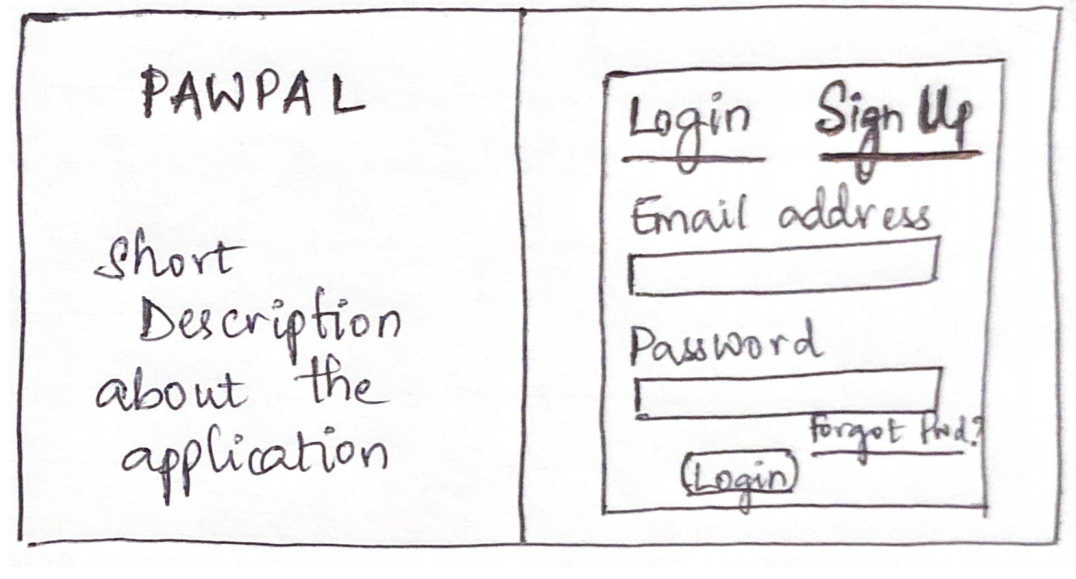 PAWPAL
Short
Description
about the
application
Login Sign Up
Email address
Password
Forgot Pwd?
Login